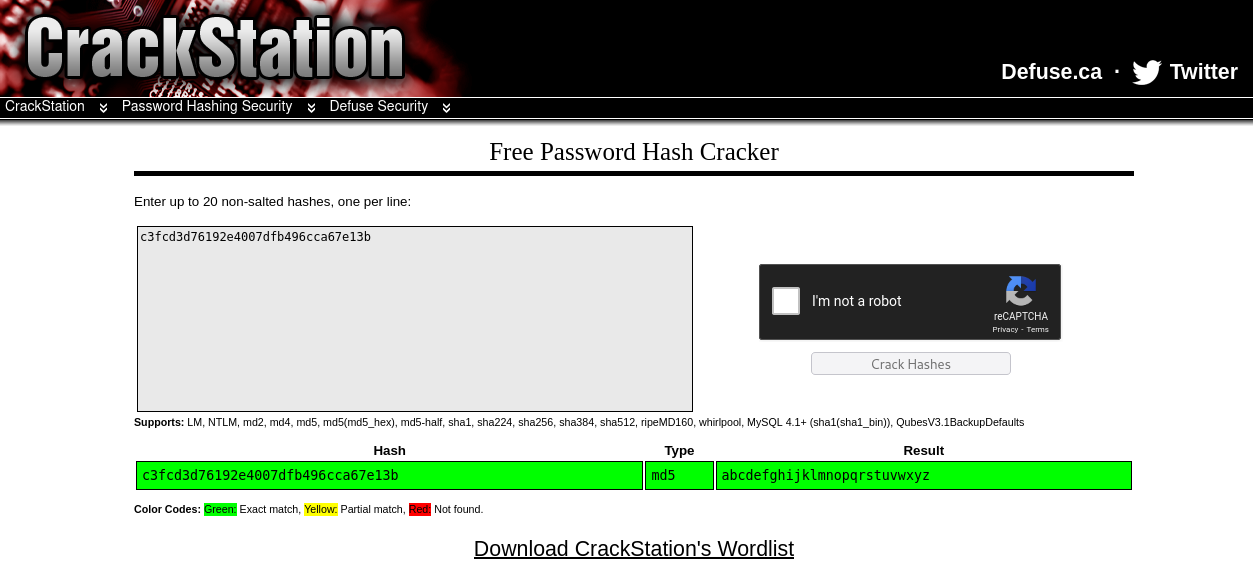 CrackStation
Defuse.ca · Twitter
CrackStation Password Hashing Security Defuse Security
Free Password Hash Cracker
Enter up to 20 non-salted hashes, one per line:
c3fcd3d76192e4007dfb496cca67e13b
I'm not a robot
reCAPTCHA
Privacy - Terms
Crack Hashes
Supports: LM, NTLM, md2, md4, md5, md5(md5_hex), md5-half, sha1, sha224, sha256, sha384, sha512, ripeMD160, whirlpool, MySQL 4.1+ (sha1(sha1_bin)), QubesV3.1BackupDefaults
Hash Type Result
c3fcd3d76192e4007dfb496cca67e13b md5 abcdefghijklmnopqrstuvwxyz
Color Codes: Green: Exact match, Yellow: Partial match, Red: Not found.
Download CrackStation's Wordlist